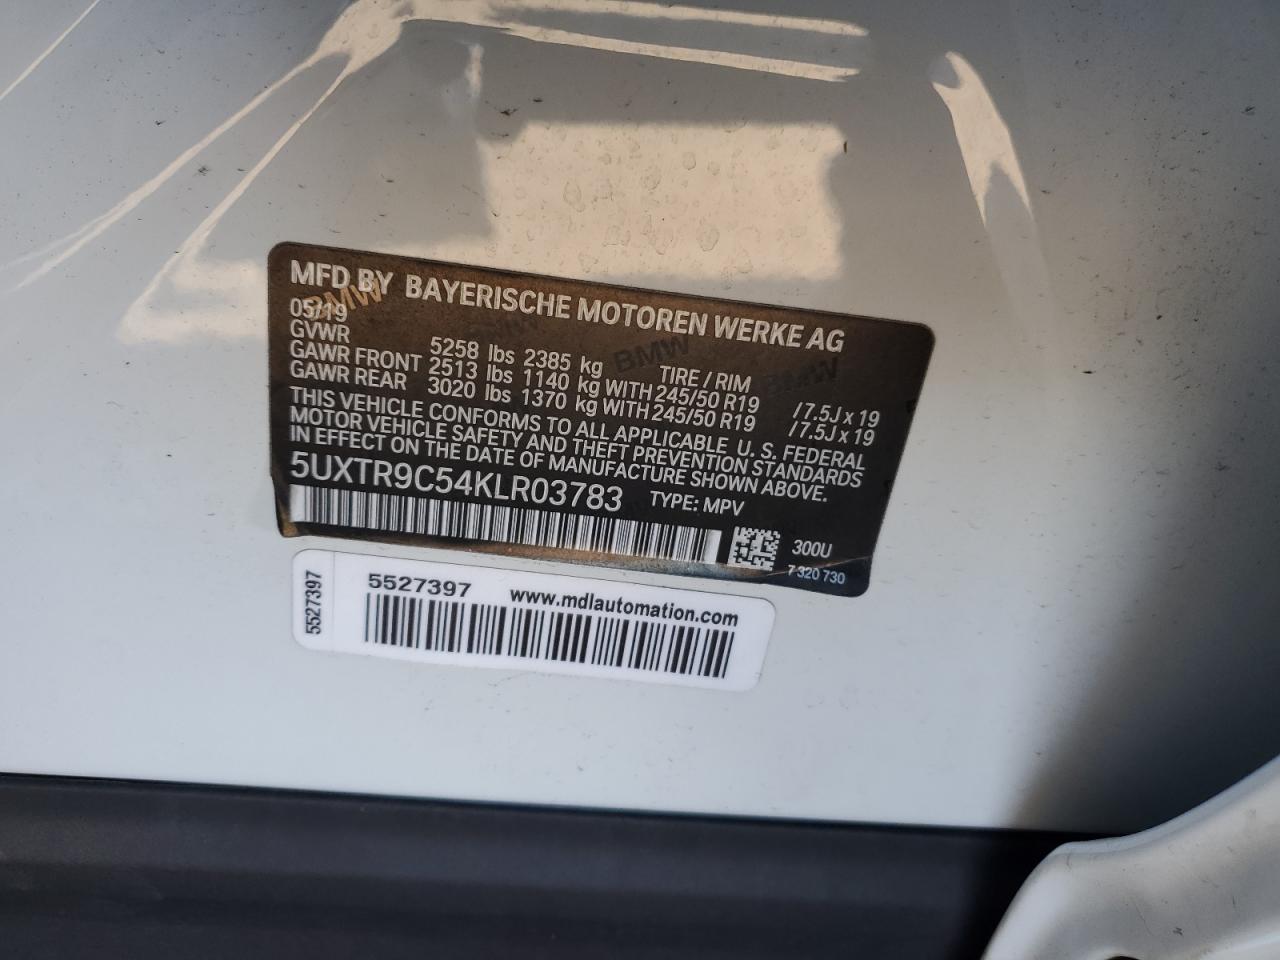 MFD BY BAYERISCHE MOTOREN WERKE AG
05/19
GVWR 5258 lbs 2385 kg TIRE / RIM
GAWR FRONT 2513 lbs 1140 kg WITH 245/50 R19 / 7.5J x 19
GAWR REAR 3020 lbs 1370 kg WITH 245/50 R19 / 7.5J x 19
THIS VEHICLE CONFORMS TO ALL APPLICABLE U. S. FEDERAL
MOTOR VEHICLE SAFETY AND THEFT PREVENTION STANDARDS
IN EFFECT ON THE DATE OF MANUFACTURE SHOWN ABOVE.
5UXTR9C54KLR03783 TYPE: MPV
300U
7 320 730
BMW
BMW
BMW
BMW
5527397
5527397 www.mdlautomation.com